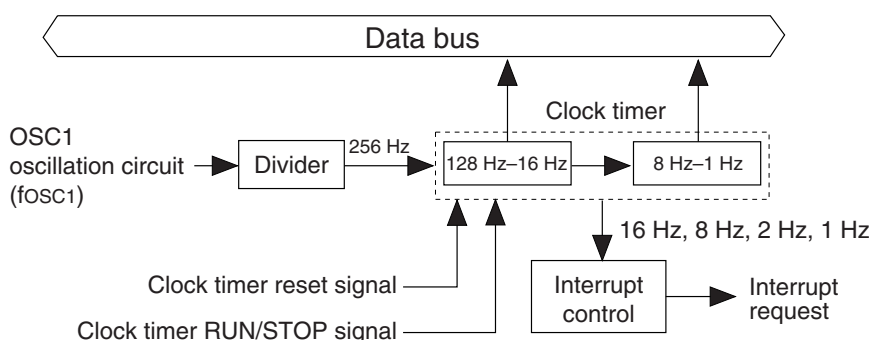 Data bus
Clock timer
OSC1
oscillation circuit
(fOSC1)
Divider
256 Hz
128 Hz–16 Hz
8 Hz–1 Hz
16 Hz, 8 Hz, 2 Hz, 1 Hz
Clock timer reset signal
Clock timer RUN/STOP signal
Interrupt
control
Interrupt
request